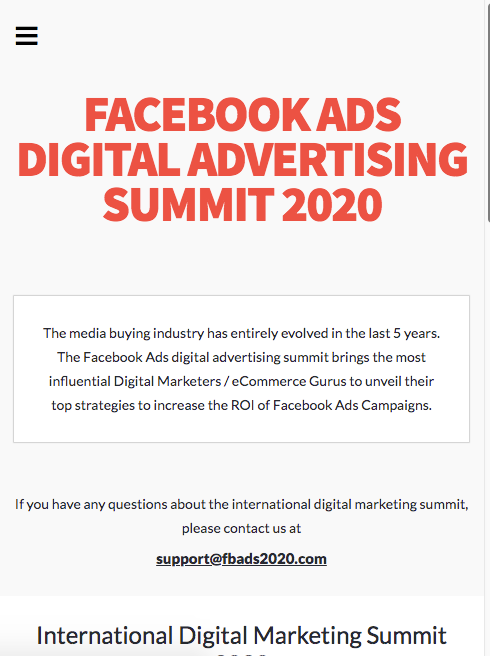 FACEBOOK ADS
DIGITAL ADVERTISING
SUMMIT 2020
The media buying industry has entirely evolved in the last 5 years.
The Facebook Ads digital advertising summit brings the most
influential Digital Marketers / eCommerce Gurus to unveil their
top strategies to increase the ROI of Facebook Ads Campaigns.
If you have any questions about the international digital marketing summit,
please contact us at
support@fbads2020.com
International Digital Marketing Summit